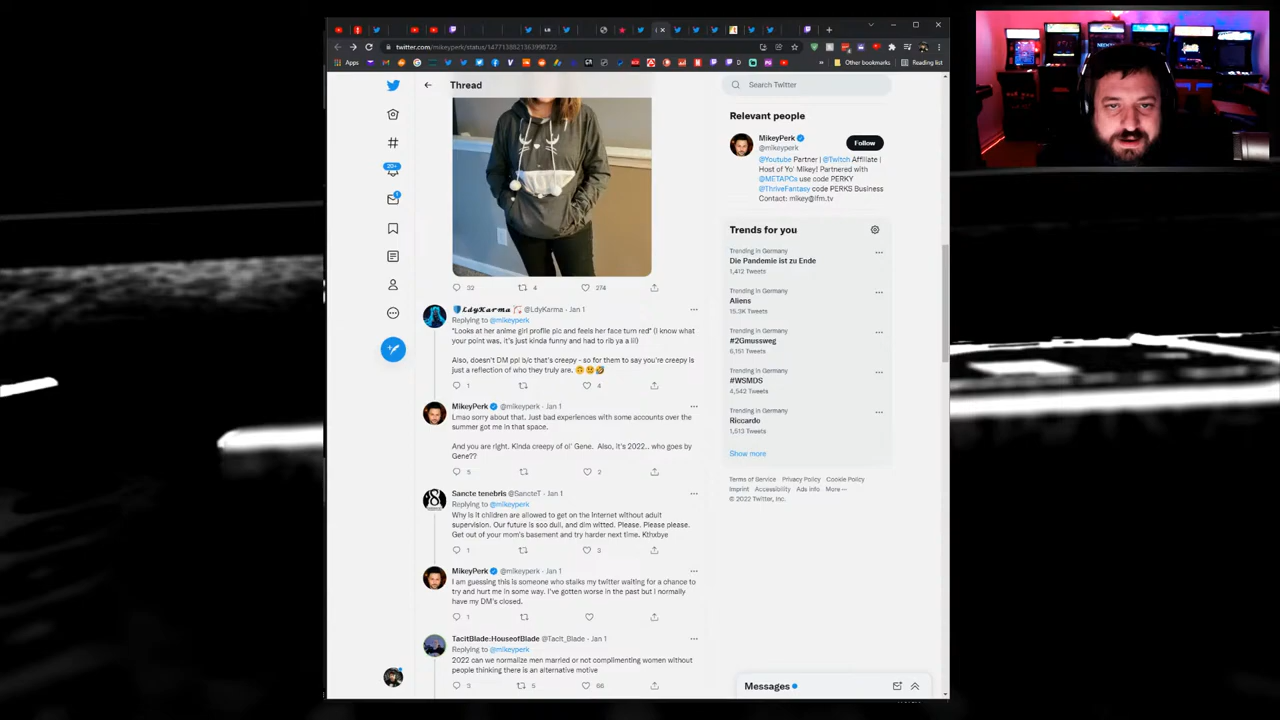 twitter.com/mikeyperk/status/1477138821563998722
Apps
Other bookmarks
Reading list
Thread
Search Twitter
Relevant people
MikeyPerk
@mikeyperk
Follow
@Youtube Partner | @Twitch Affiliate |
Host of Yo' Mikey! Partnered with
@METAPCs use code PERKY
@ThriveFantasy code PERKS Business
Contact: mikey@lfm.tv
Trends for you
Trending in Germany
Die Pandemie ist zu Ende
1,412 Tweets
Trending in Germany
Aliens
15.3K Tweets
Trending in Germany
#2Gmussweg
6,151 Tweets
Trending in Germany
#WSMDS
4,542 Tweets
Trending in Germany
Riccardo
1,513 Tweets
Show more
Terms of Service Privacy Policy Cookie Policy
Imprint Accessibility Ads info More ···
© 2022 Twitter, Inc.
20+
1
32 4 274
LdyKarma @LdyKarma · Jan 1
Replying to @mikeyperk
"Looks at her anime girl profile pic and feels her face turn red" (I know what
your point was, it's just kinda funny and had to rib ya a lil)
Also, doesn't DM ppl b/c that's creepy - so for them to say you're creepy is
just a reflection of who they truly are.
1 4
MikeyPerk @mikeyperk · Jan 1
Lmao sorry about that. Just bad experiences with some accounts over the
summer got me in that space.
And you are right. Kinda creepy of ol' Gene. Also, it's 2022.. who goes by
Gene??
5 2
Sancte tenebris @SancteT · Jan 1
Replying to @mikeyperk
Why is it children are allowed to get on the internet without adult
supervision. Our future is soo dull, and dim witted. Please. Please please.
Get out of your mom's basement and try harder next time. Kthxbye
1 3
MikeyPerk @mikeyperk · Jan 1
I am guessing this is someone who stalks my twitter waiting for a chance to
try and hurt me in some way. I've gotten worse in the past but I normally
have my DM's closed.
1
TacitBlade:HouseofBlade @Tacit_Blade · Jan 1
Replying to @mikeyperk
2022 can we normalize men married or not complimenting women without
people thinking there is an alternative motive
3 5 66
Messages